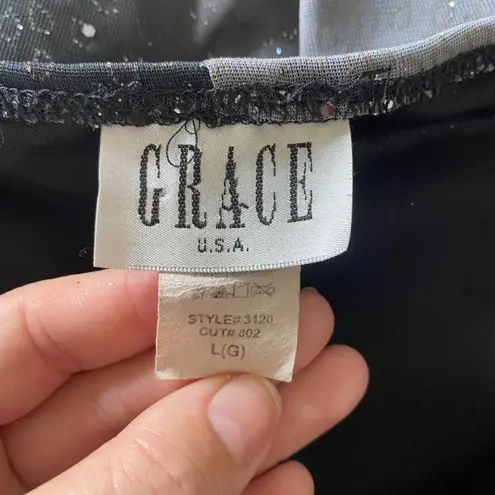 GRACE
U.S.A.
STYLE# 3120
CUT# 002
L(G)